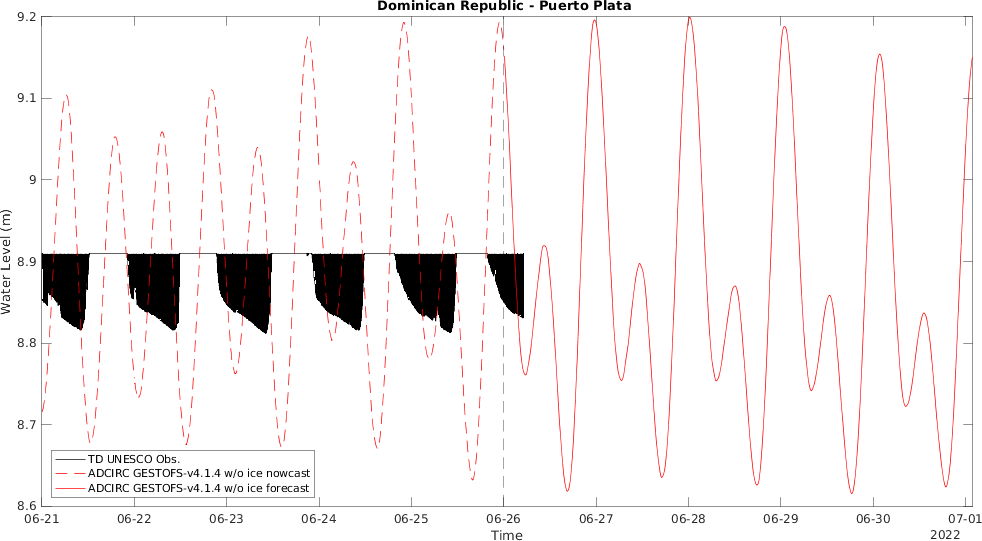 Dominican Republic - Puerto Plata
9.2
9.1
9
8.9
8.8
8.7
8.6
Water Level (m)
TD UNESCO Obs.
ADCIRC GESTOFS-v4.1.4 w/o ice nowcast
ADCIRC GESTOFS-v4.1.4 w/o ice forecast
06-21 06-22 06-23 06-24 06-25 06-26 06-27 06-28 06-29 06-30 07-01
Time
2022